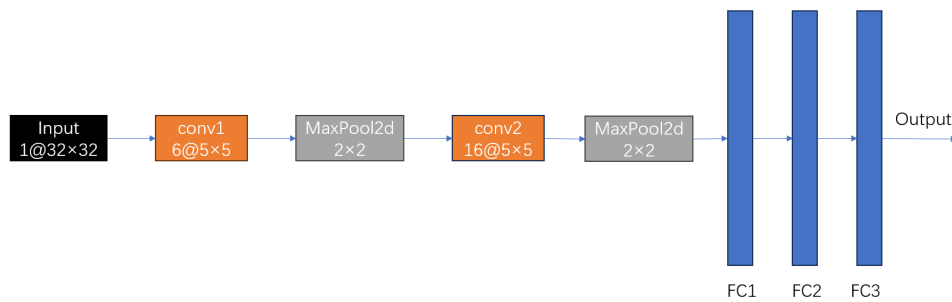 Input
1@32×32
conv1
6@5×5
MaxPool2d
2×2
conv2
16@5×5
MaxPool2d
2×2
Output
FC1
FC2
FC3